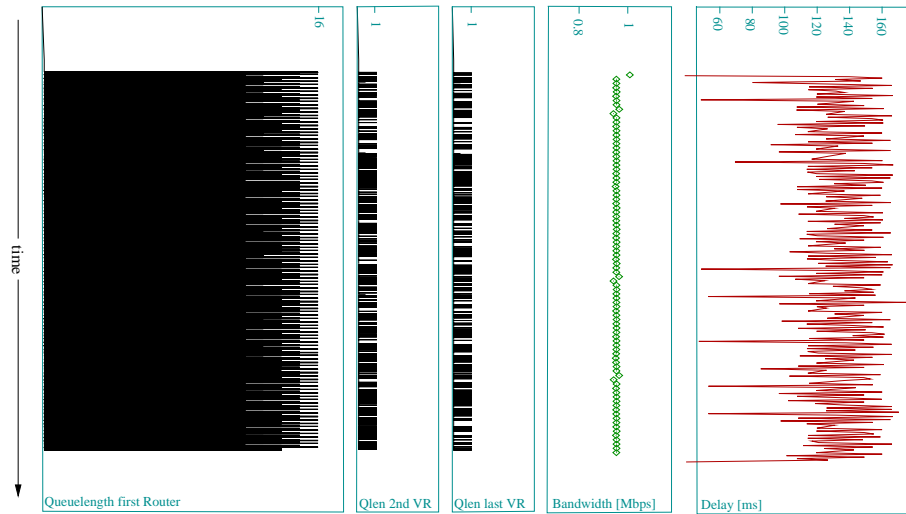 16
1
1
0.8
1
60
80
100
120
140
160
time
Queuelength first Router
Qlen 2nd VR
Qlen last VR
Bandwidth [Mbps]
Delay [ms]